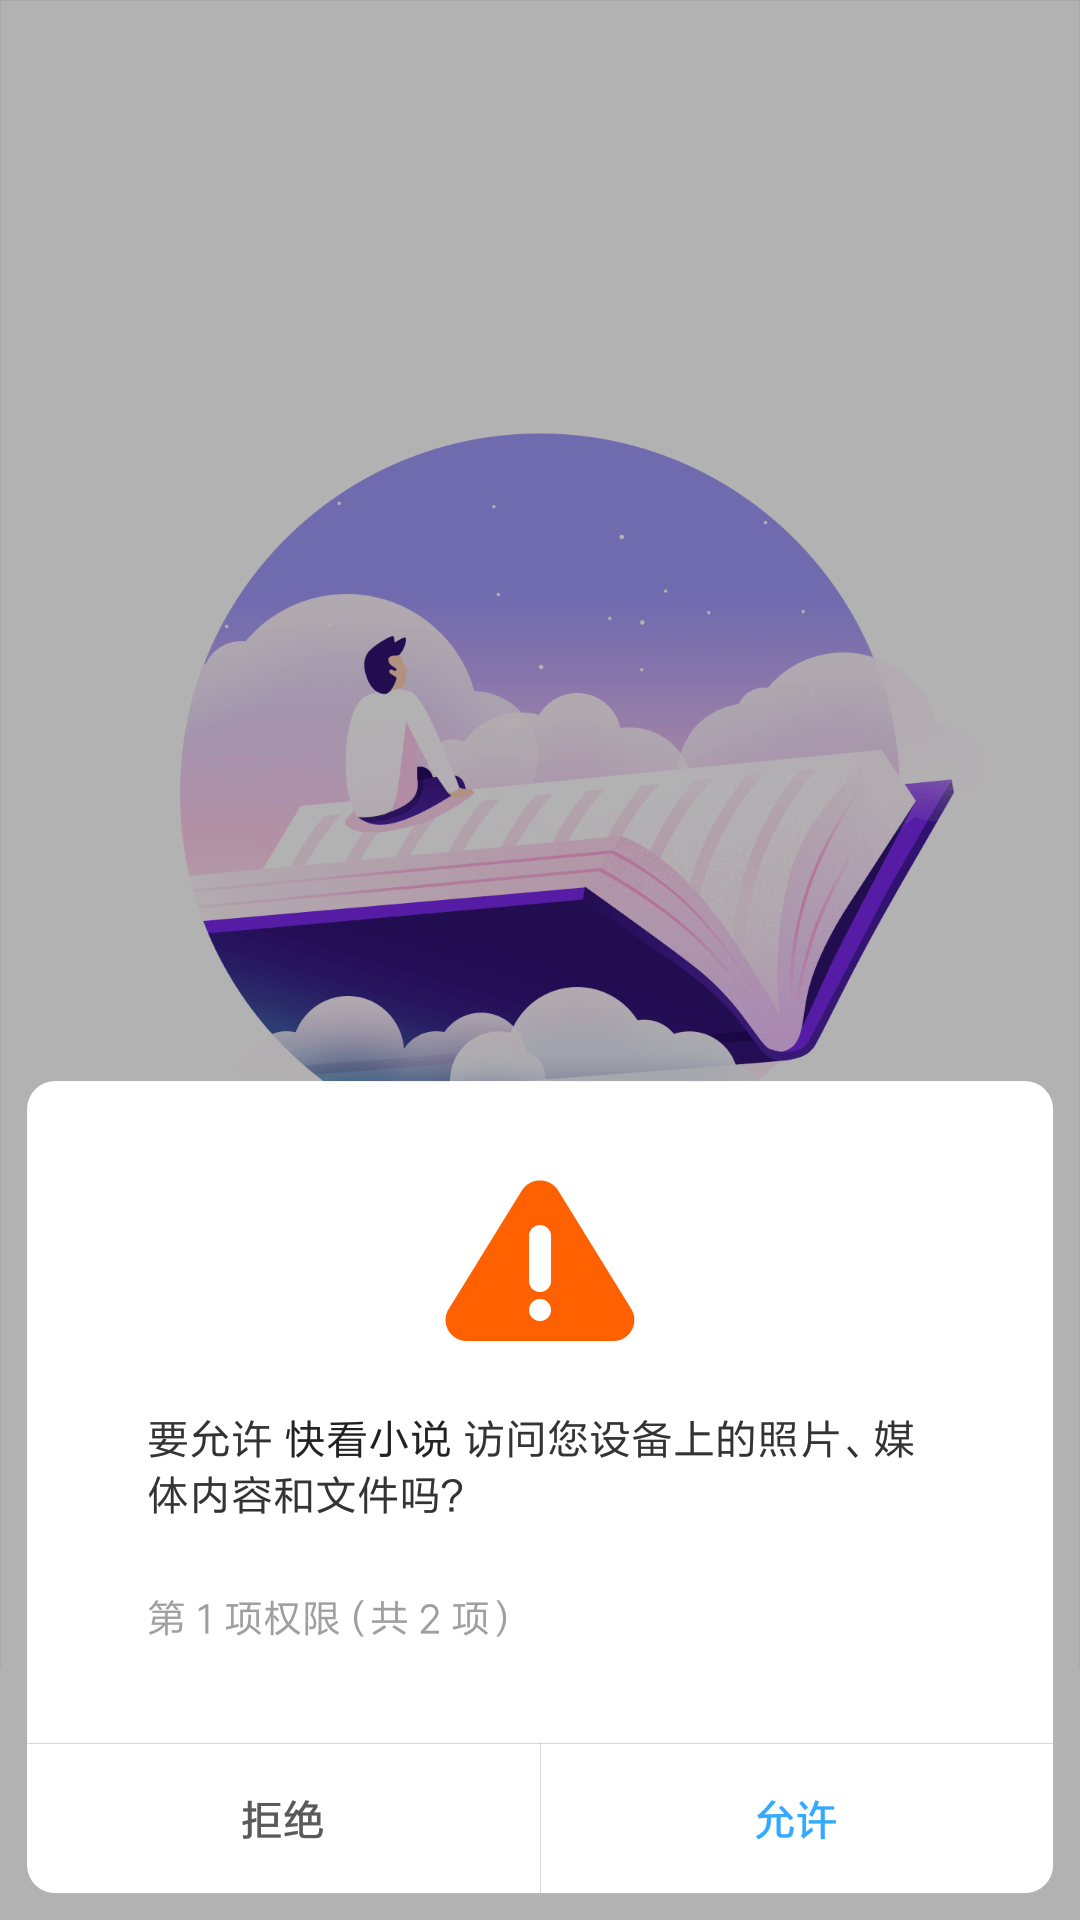 要允许 快看小说 访问您设备上的照片、媒
体内容和文件吗?
第 1 项权限 (共 2 项)
拒绝
允许